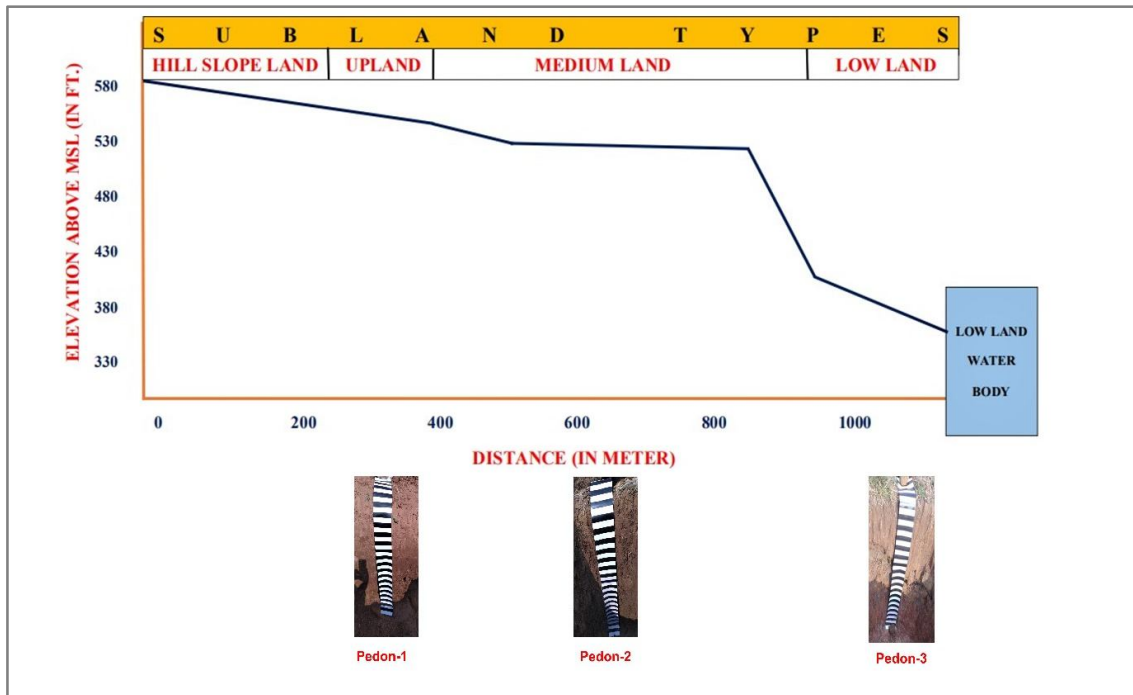 S U B L A N D T Y P E S
HILL SLOPE LAND UPLAND MEDIUM LAND LOW LAND
ELEVATION ABOVE MSL (IN FT.)
580
530
480
430
380
330
LOW LAND
WATER
BODY
0 200 400 600 800 1000
DISTANCE (IN METER)
Pedon-1 Pedon-2 Pedon-3